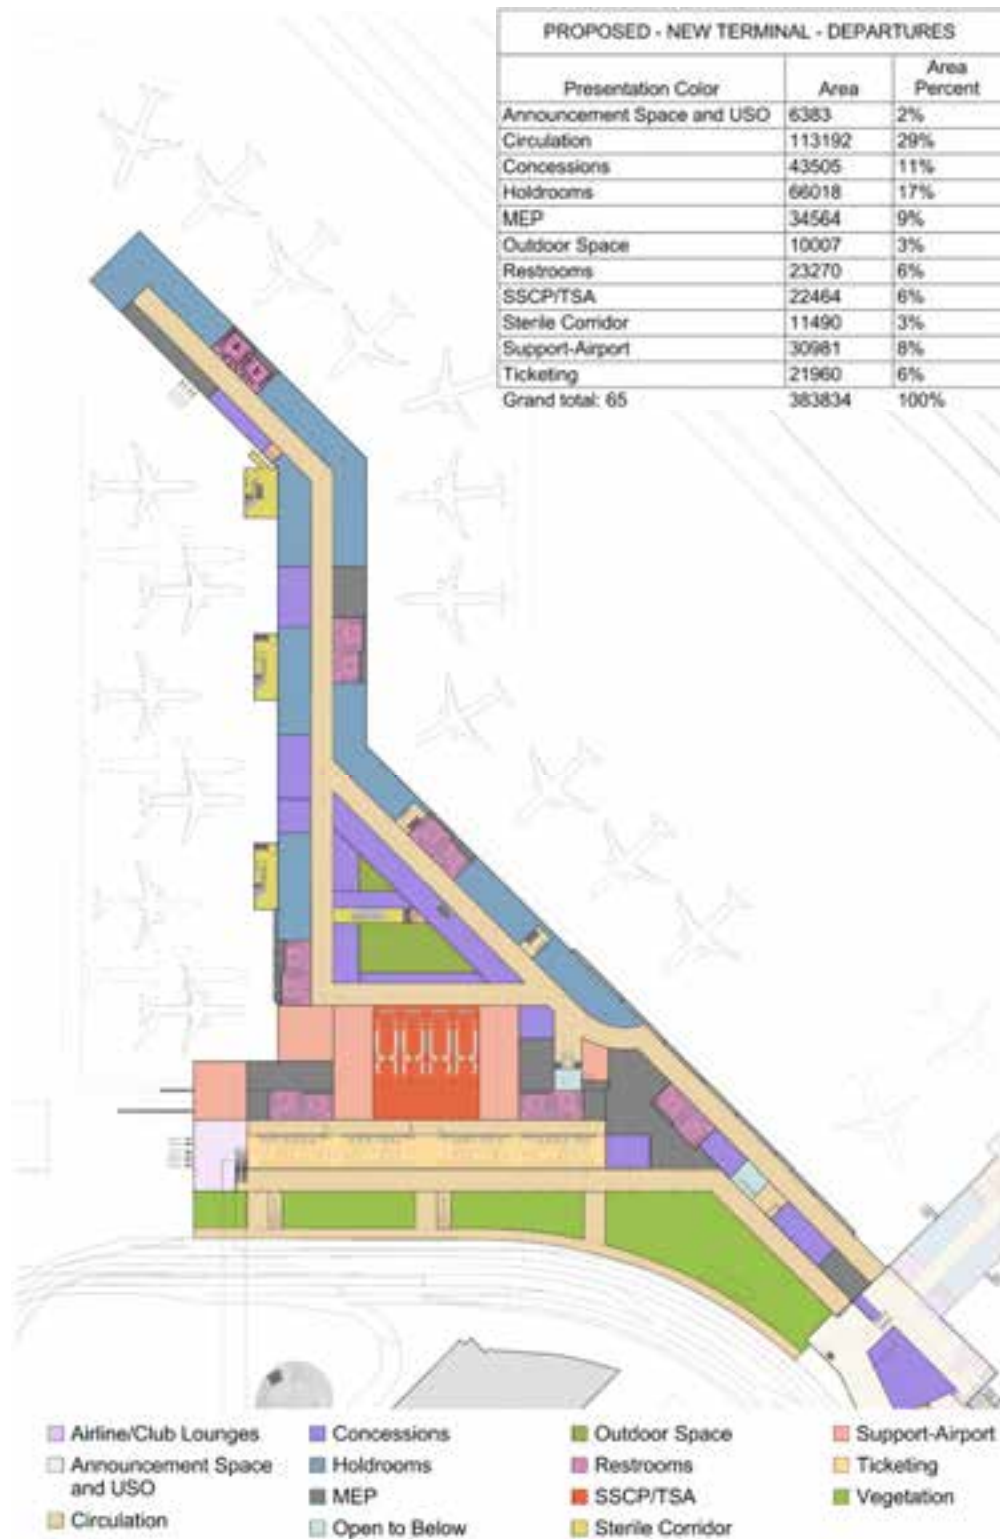 PROPOSED - NEW TERMINAL - DEPARTURES
Presentation Color Area Area Percent
Announcement Space and USO 6383 2%
Circulation 113192 29%
Concessions 43505 11%
Holdrooms 66018 17%
MEP 34564 9%
Outdoor Space 10007 3%
Restrooms 23270 6%
SSCP/TSA 22464 6%
Sterile Corridor 11490 3%
Support-Airport 30981 8%
Ticketing 21960 6%
Grand total: 65 383834 100%
Airline/Club Lounges
Announcement Space
and USO
Circulation
Concessions
Holdrooms
MEP
Open to Below
Outdoor Space
Restrooms
SSCP/TSA
Sterile Corridor
Support-Airport
Ticketing
Vegetation